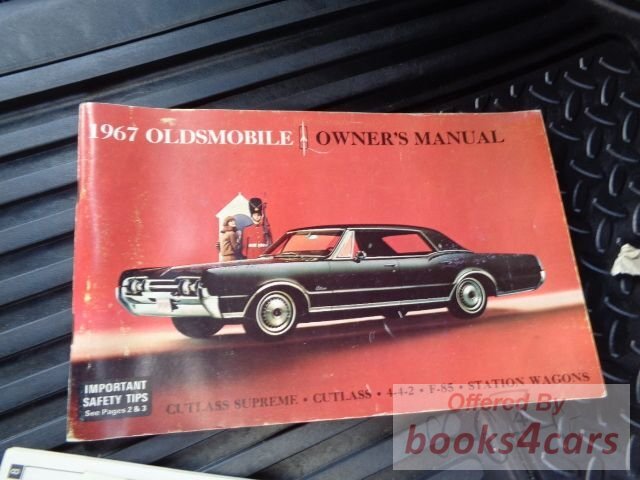 1967 OLDSMOBILE OWNER'S MANUAL
IMPORTANT
SAFETY TIPS
See Pages 2 & 3
CUTLASS SUPREME • CUTLASS • 4-4-2 • F-85 • STATION WAGONS
Offered By
books4cars